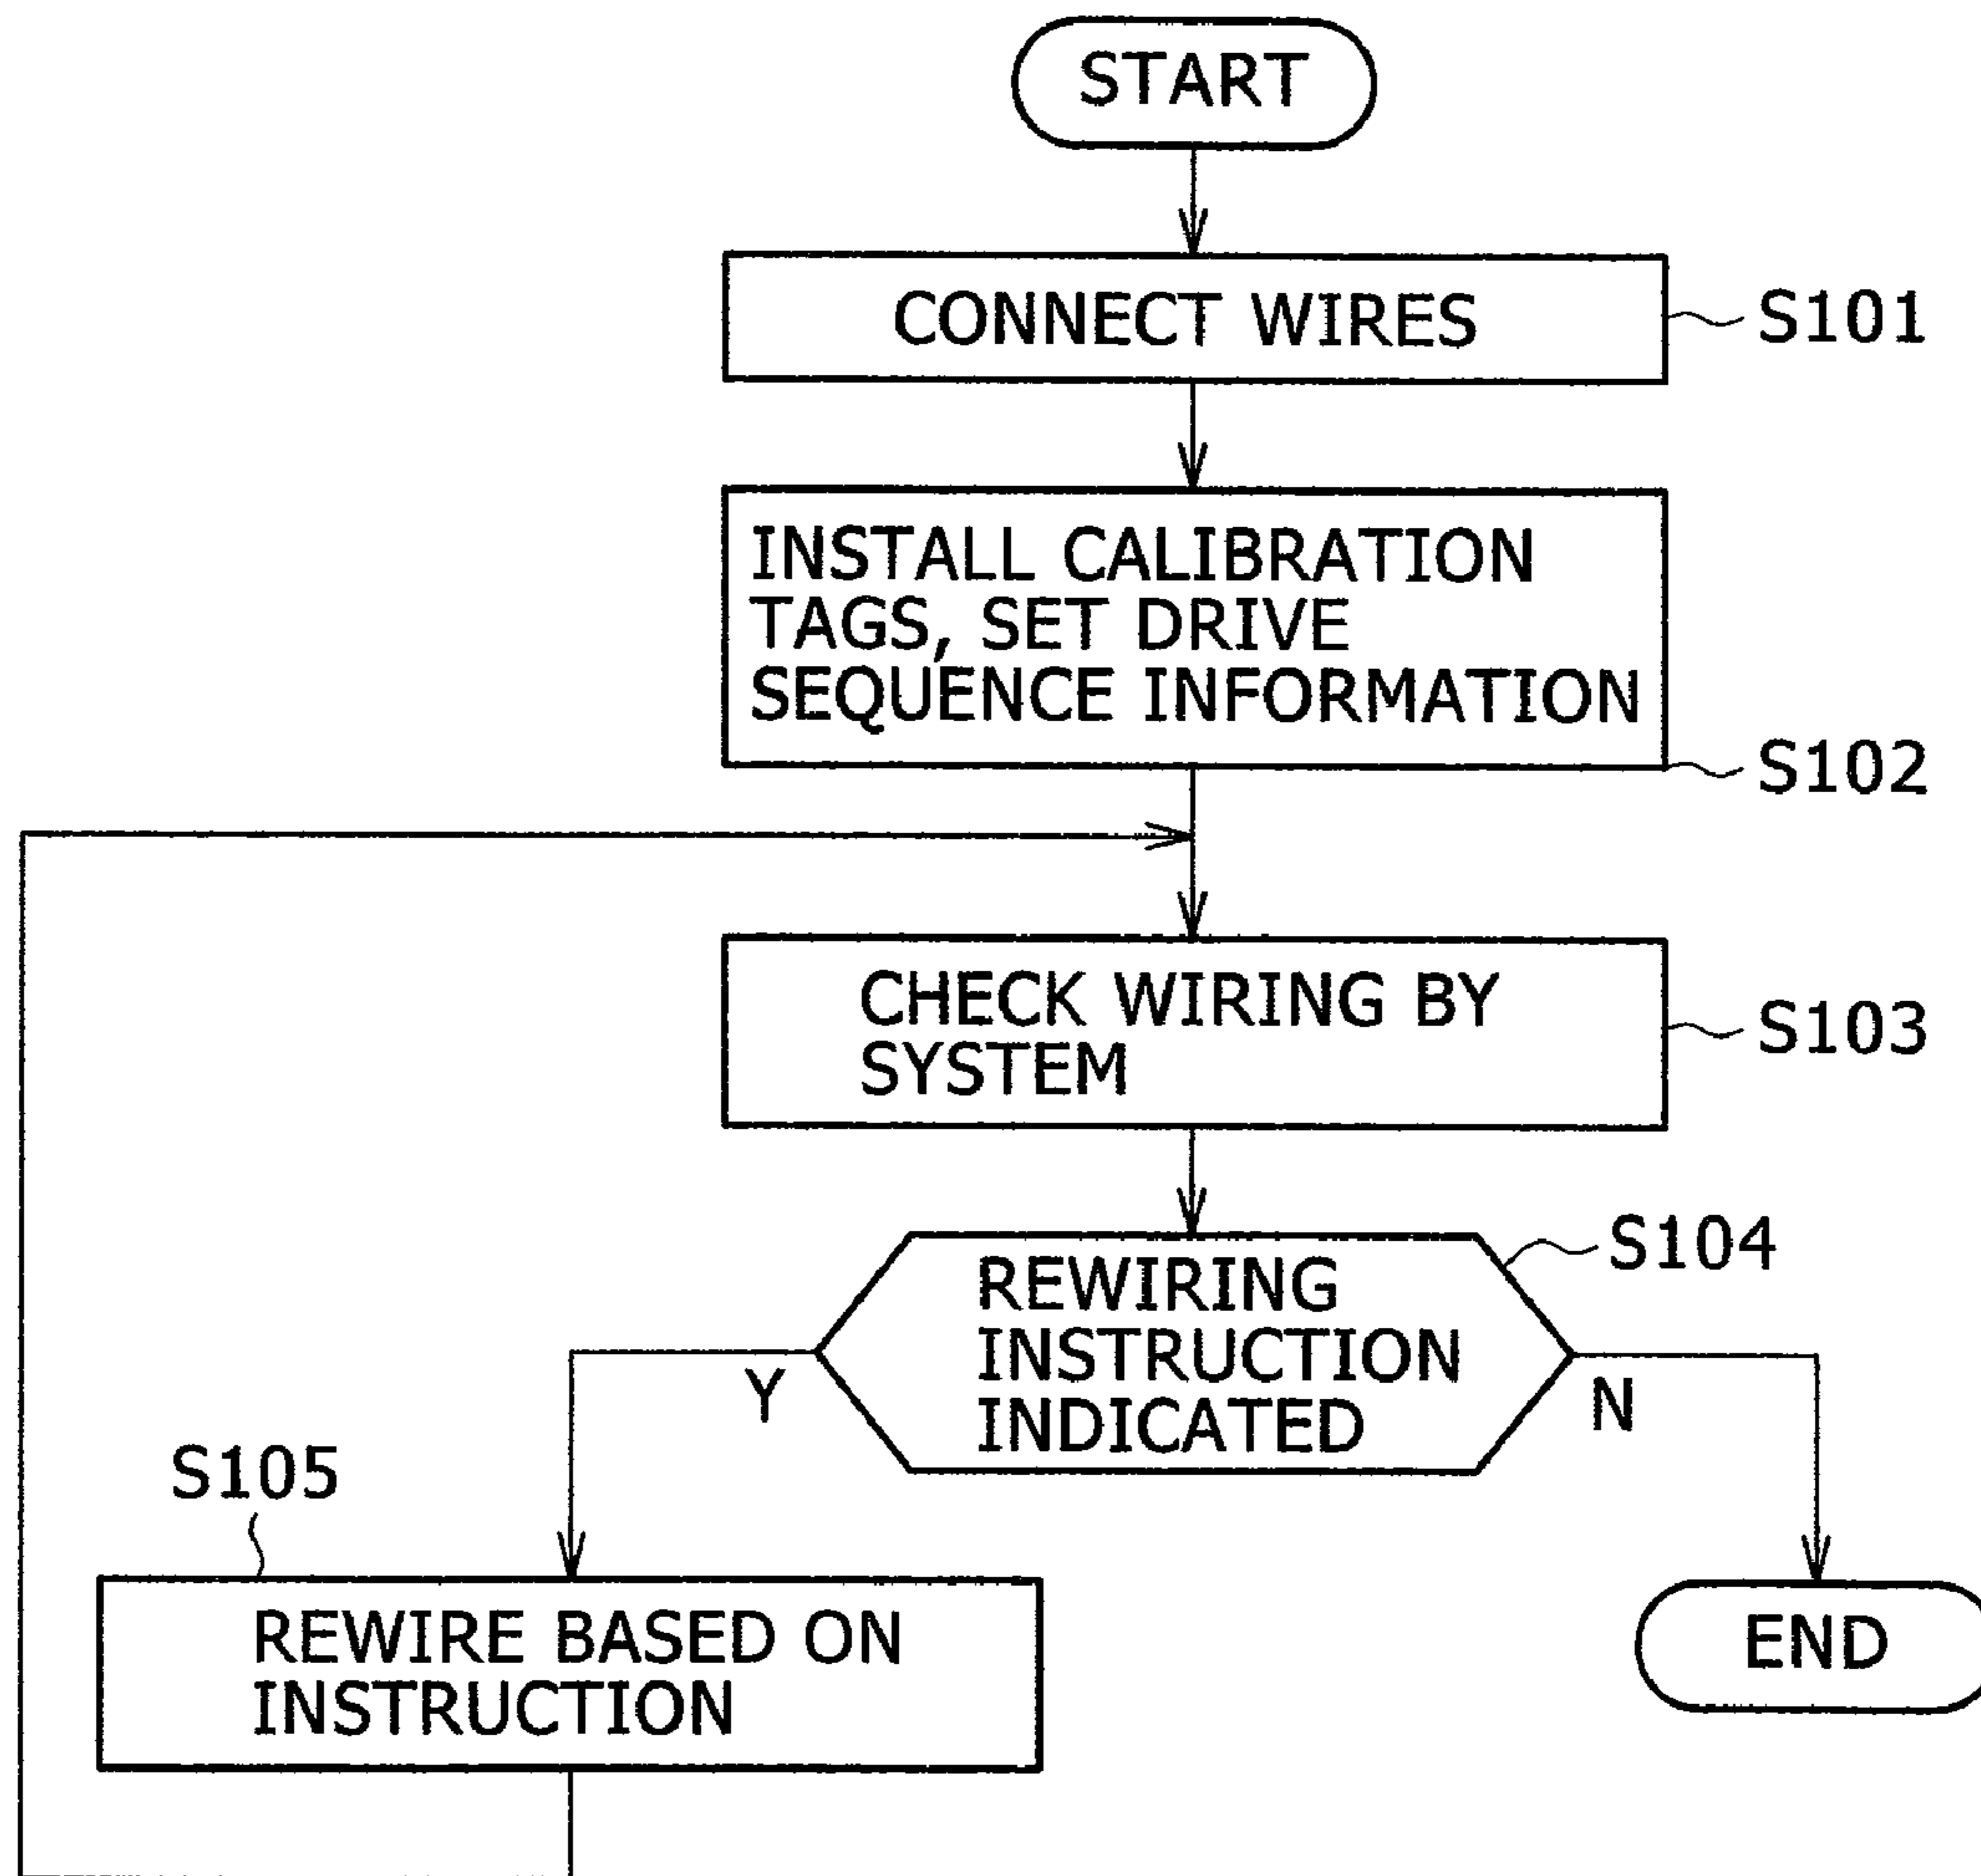 START
CONNECT WIRES
S101
INSTALL CALIBRATION
TAGS, SET DRIVE
SEQUENCE INFORMATION
S102
CHECK WIRING BY
SYSTEM
S103
S104
REWIRING
INSTRUCTION
INDICATED
Y
N
S105
REWIRE BASED ON
INSTRUCTION
END